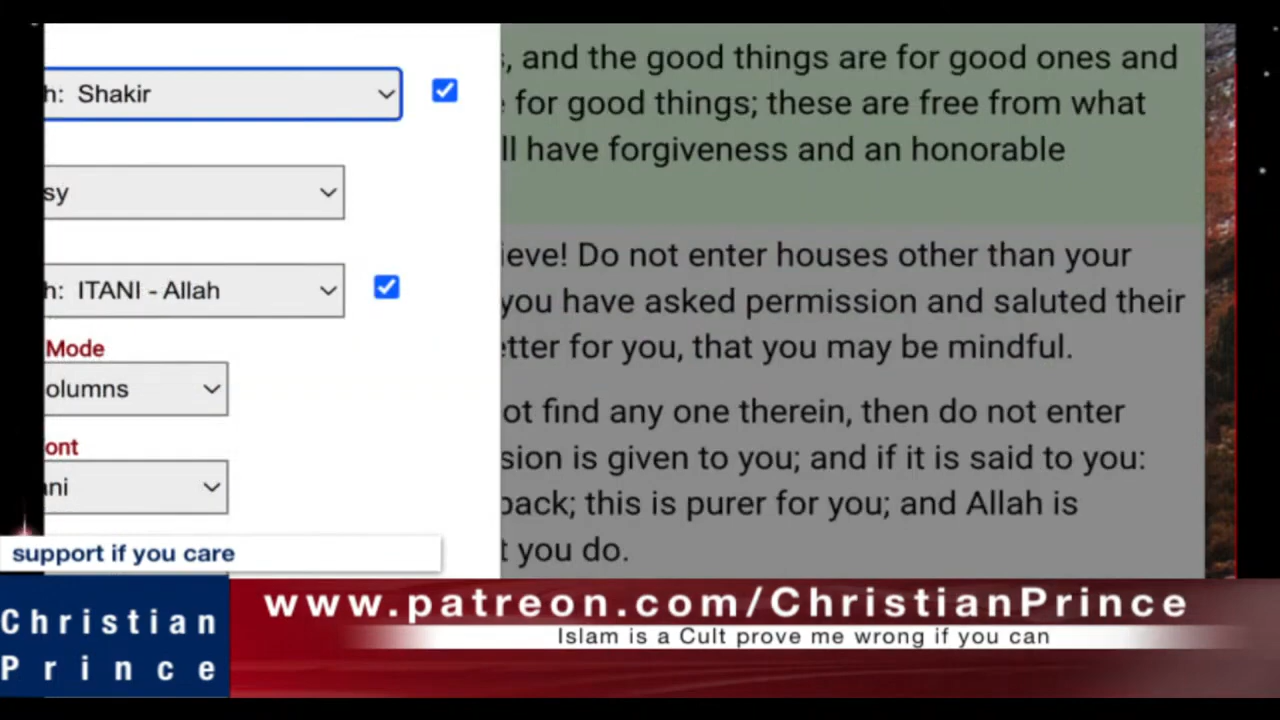 h: Shakir
sy
h: ITANI - Allah
Mode
olumns
ont
ni
, and the good things are for good ones and
for good things; these are free from what
ll have forgiveness and an honorable
ieve! Do not enter houses other than your
you have asked permission and saluted their
etter for you, that you may be mindful.
ot find any one therein, then do not enter
sion is given to you; and if it is said to you:
back; this is purer for you; and Allah is
t you do.
support if you care
Christian
Prince
www.patreon.com/ChristianPrince
Islam is a Cult prove me wrong if you can